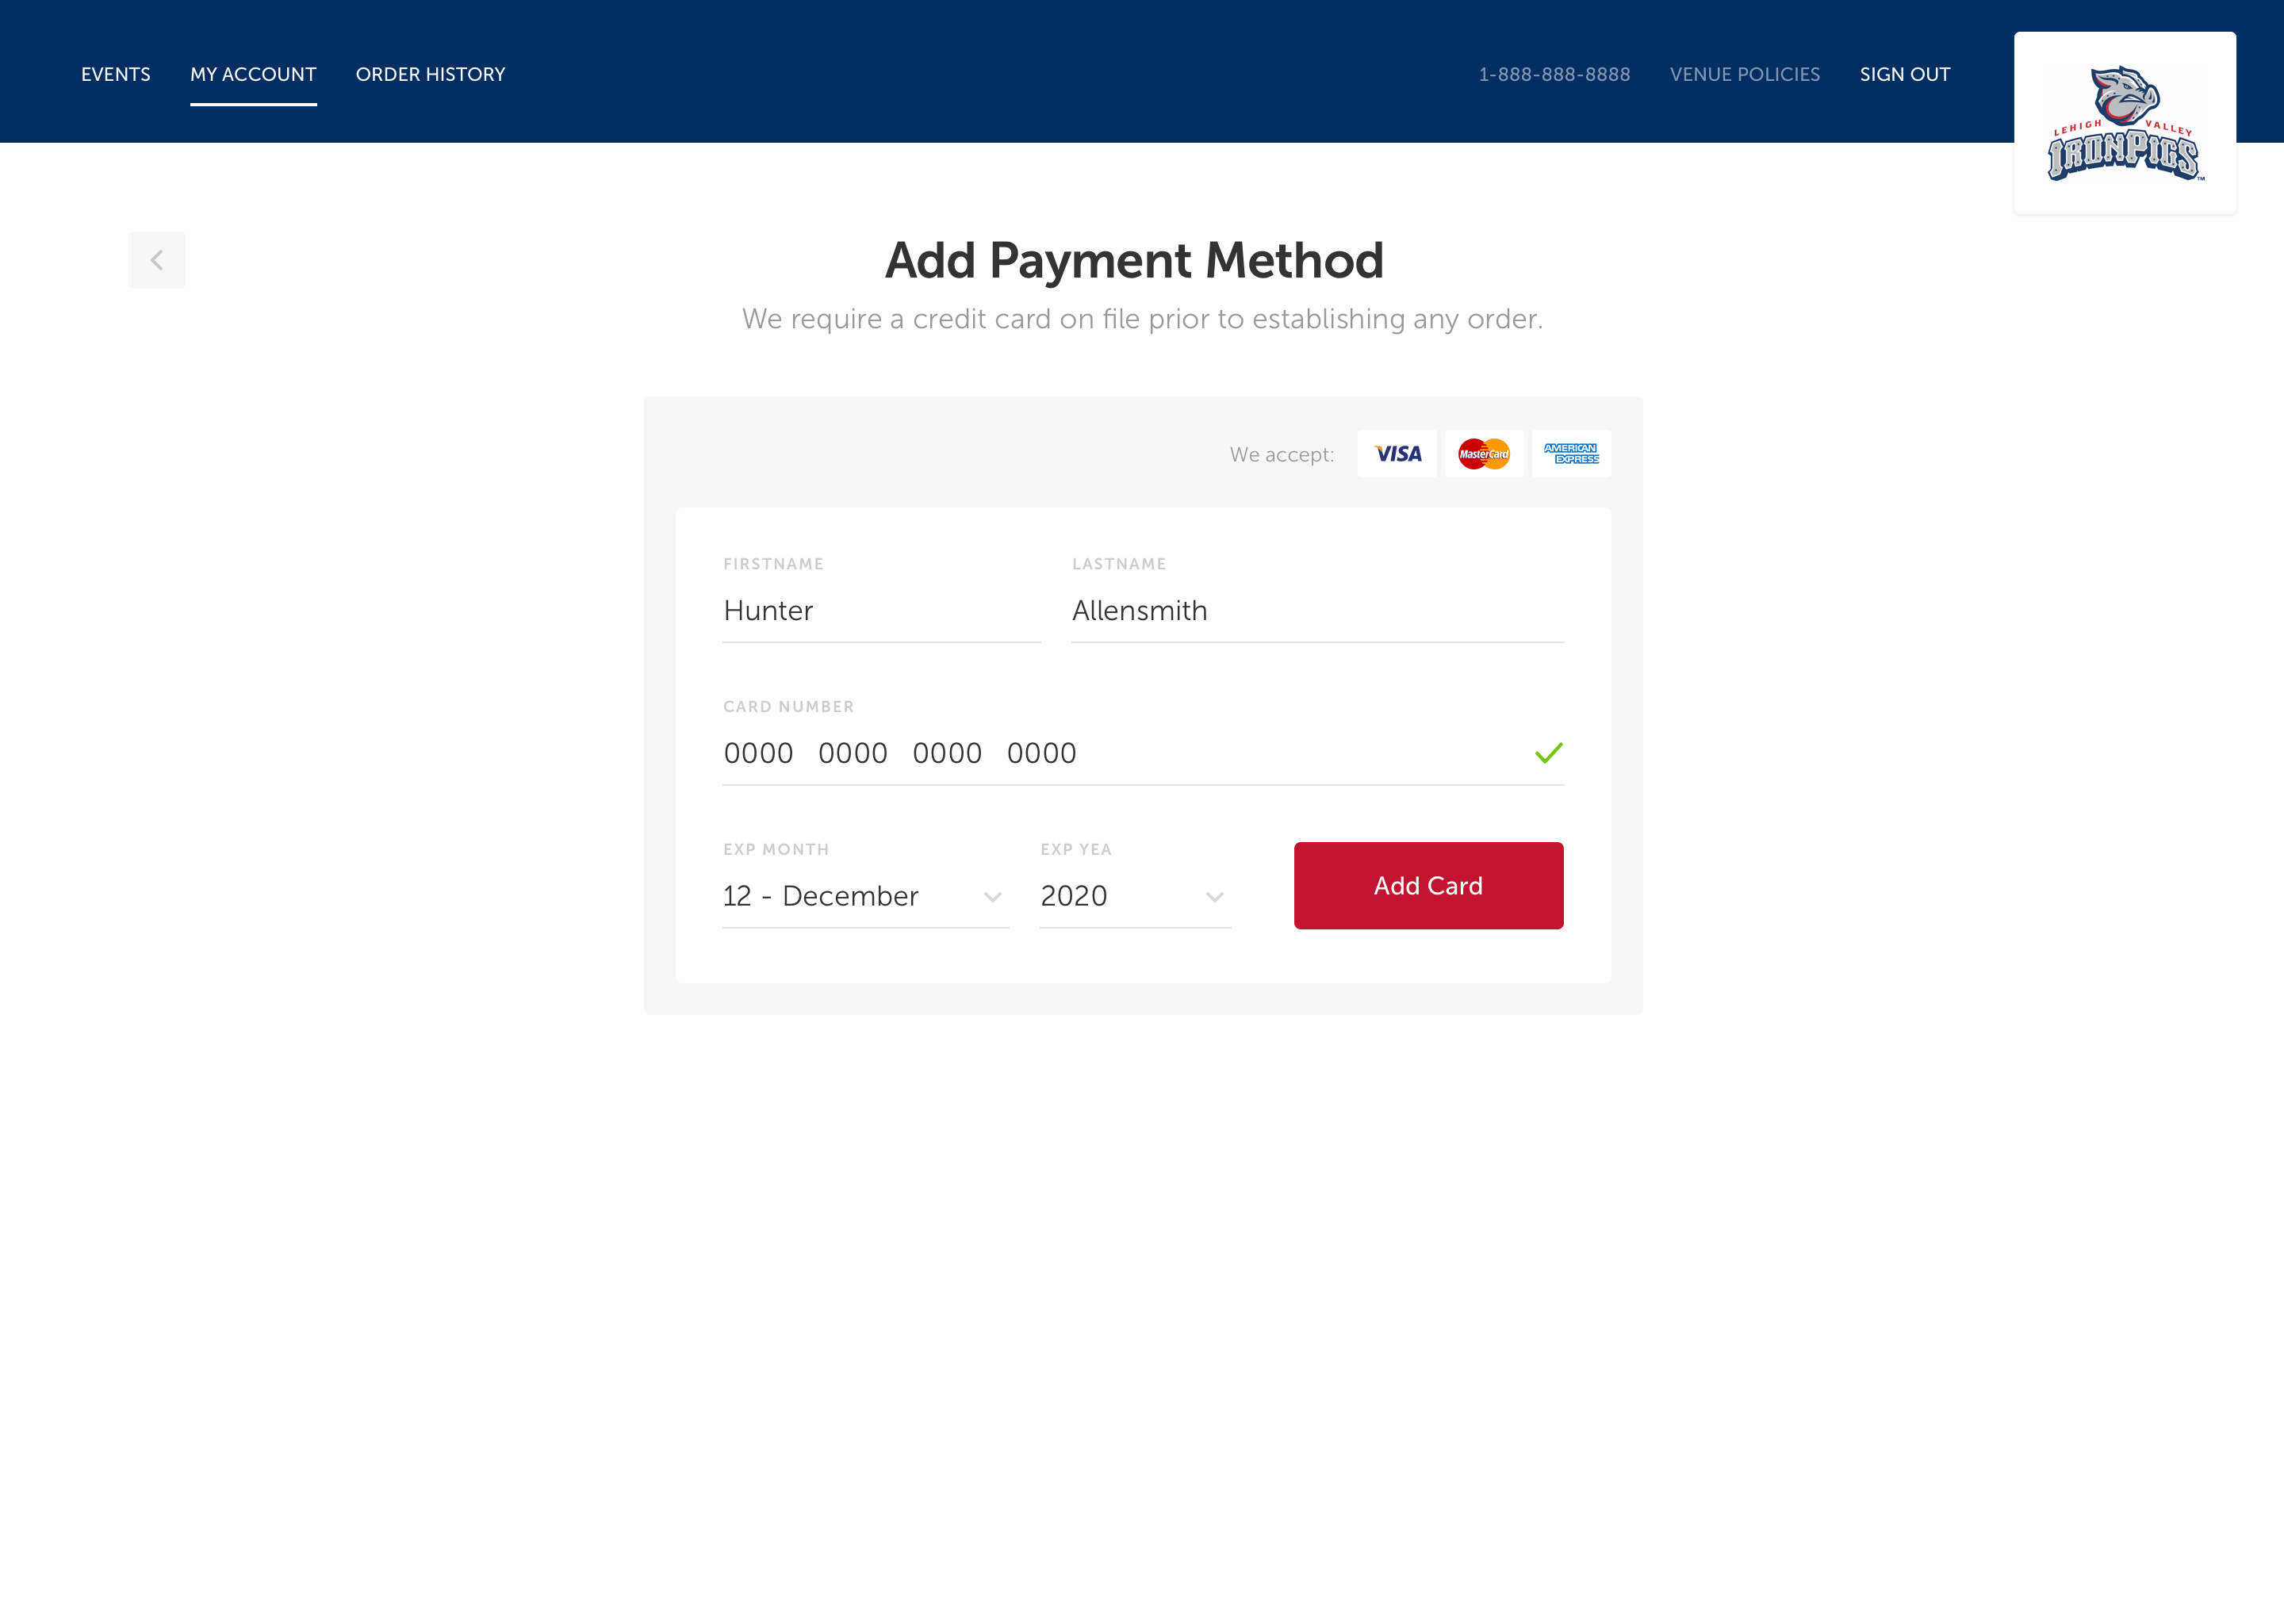 EVENTS MY ACCOUNT ORDER HISTORY 1-888-888-8888 VENUE POLICIES SIGN OUT
LEHIGH VALLEY
IRONPIGS™
Add Payment Method
We require a credit card on file prior to establishing any order.
We accept: VISA MasterCard AMERICAN EXPRESS
FIRSTNAME LASTNAME
Hunter Allensmith
CARD NUMBER
0000 0000 0000 0000
EXP MONTH EXP YEA
12 - December 2020
Add Card